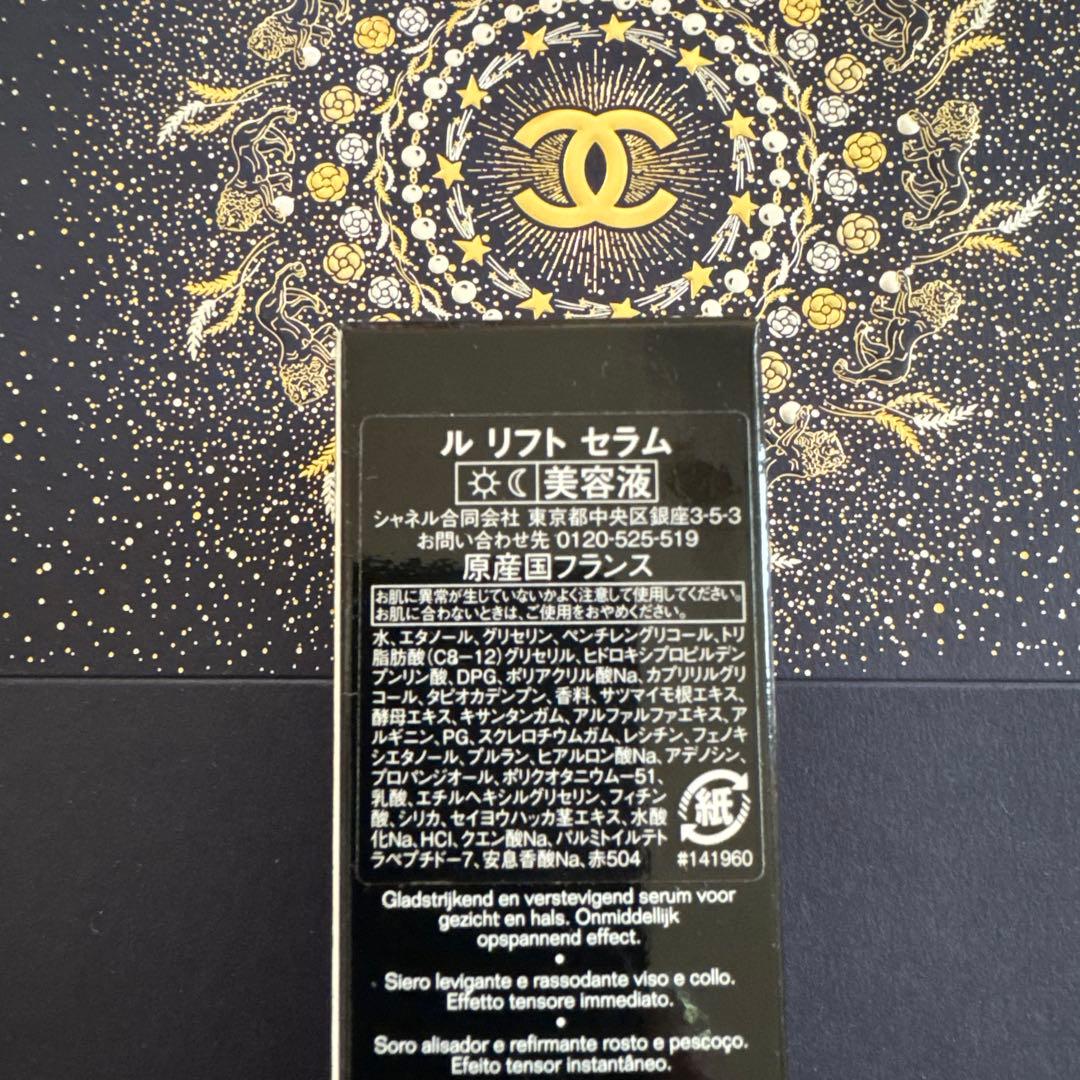 ル リフト セラム
美容液
シャネル合同会社 東京都中央区銀座3-5-3
お問い合わせ先 0120-525-519
原産国フランス
お肌に異常が生じていないかよく注意して使用してください。
お肌に合わないときは、ご使用をおやめください。
水、エタノール、グリセリン、ペンチレングリコール、トリ
脂肪酸(C8-12)グリセリル、ヒドロキシプロピルデン
プンリン酸、DPG、ポリアクリル酸Na、カプリリルグリ
コール、タピオカデンプン、香料、サツマイモ根エキス、
酵母エキス、キサンタンガム、アルファルファエキス、ア
ルギニン、PG、スクレロチウムガム、レシチン、フェノキ
シエタノール、プルラン、ヒアルロン酸Na、アデノシン、
プロパンジオール、ポリクオタニウム-51、
乳酸、エチルヘキシルグリセリン、フィチン
酸、シリカ、セイヨウハッカ茎エキス、水酸
化Na、HCl、クエン酸Na、パルミトイルテト
ラペプチド-7、安息香酸Na、赤504
紙
#141960
Gladstrijkend en verstevigend serum voor
gezicht en hals. Onmiddellijk
opspannend effect.
Siero levigante e rassodante viso e collo.
Effetto tensore immediato.
Soro alisador e refirmante rosto e pescoço.
Efeito tensor instantâneo.